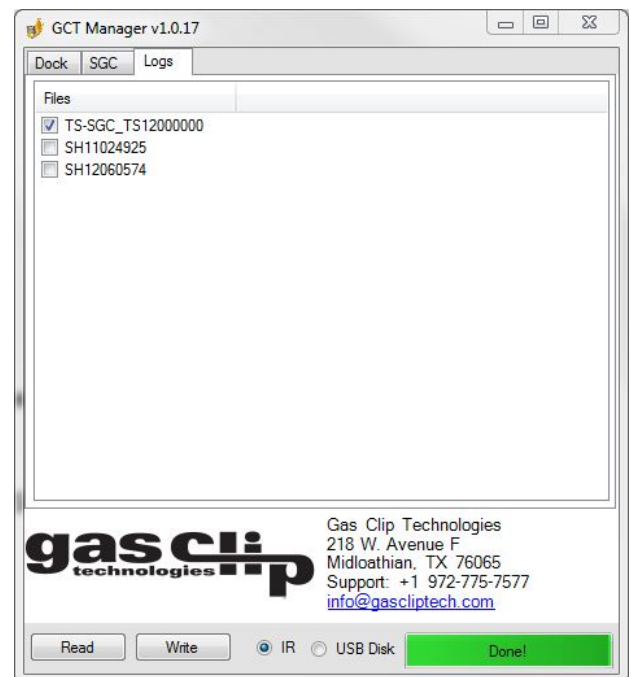 GCT Manager v1.0.17
Dock SGC Logs
Files
TS-SGC_TS12000000
SH11024925
SH12060574
gas clip
technologies
Gas Clip Technologies
218 W. Avenue F
Midloathian, TX 76065
Support: +1 972-775-7577
info@gascliptech.com
Read Write IR USB Disk Done!